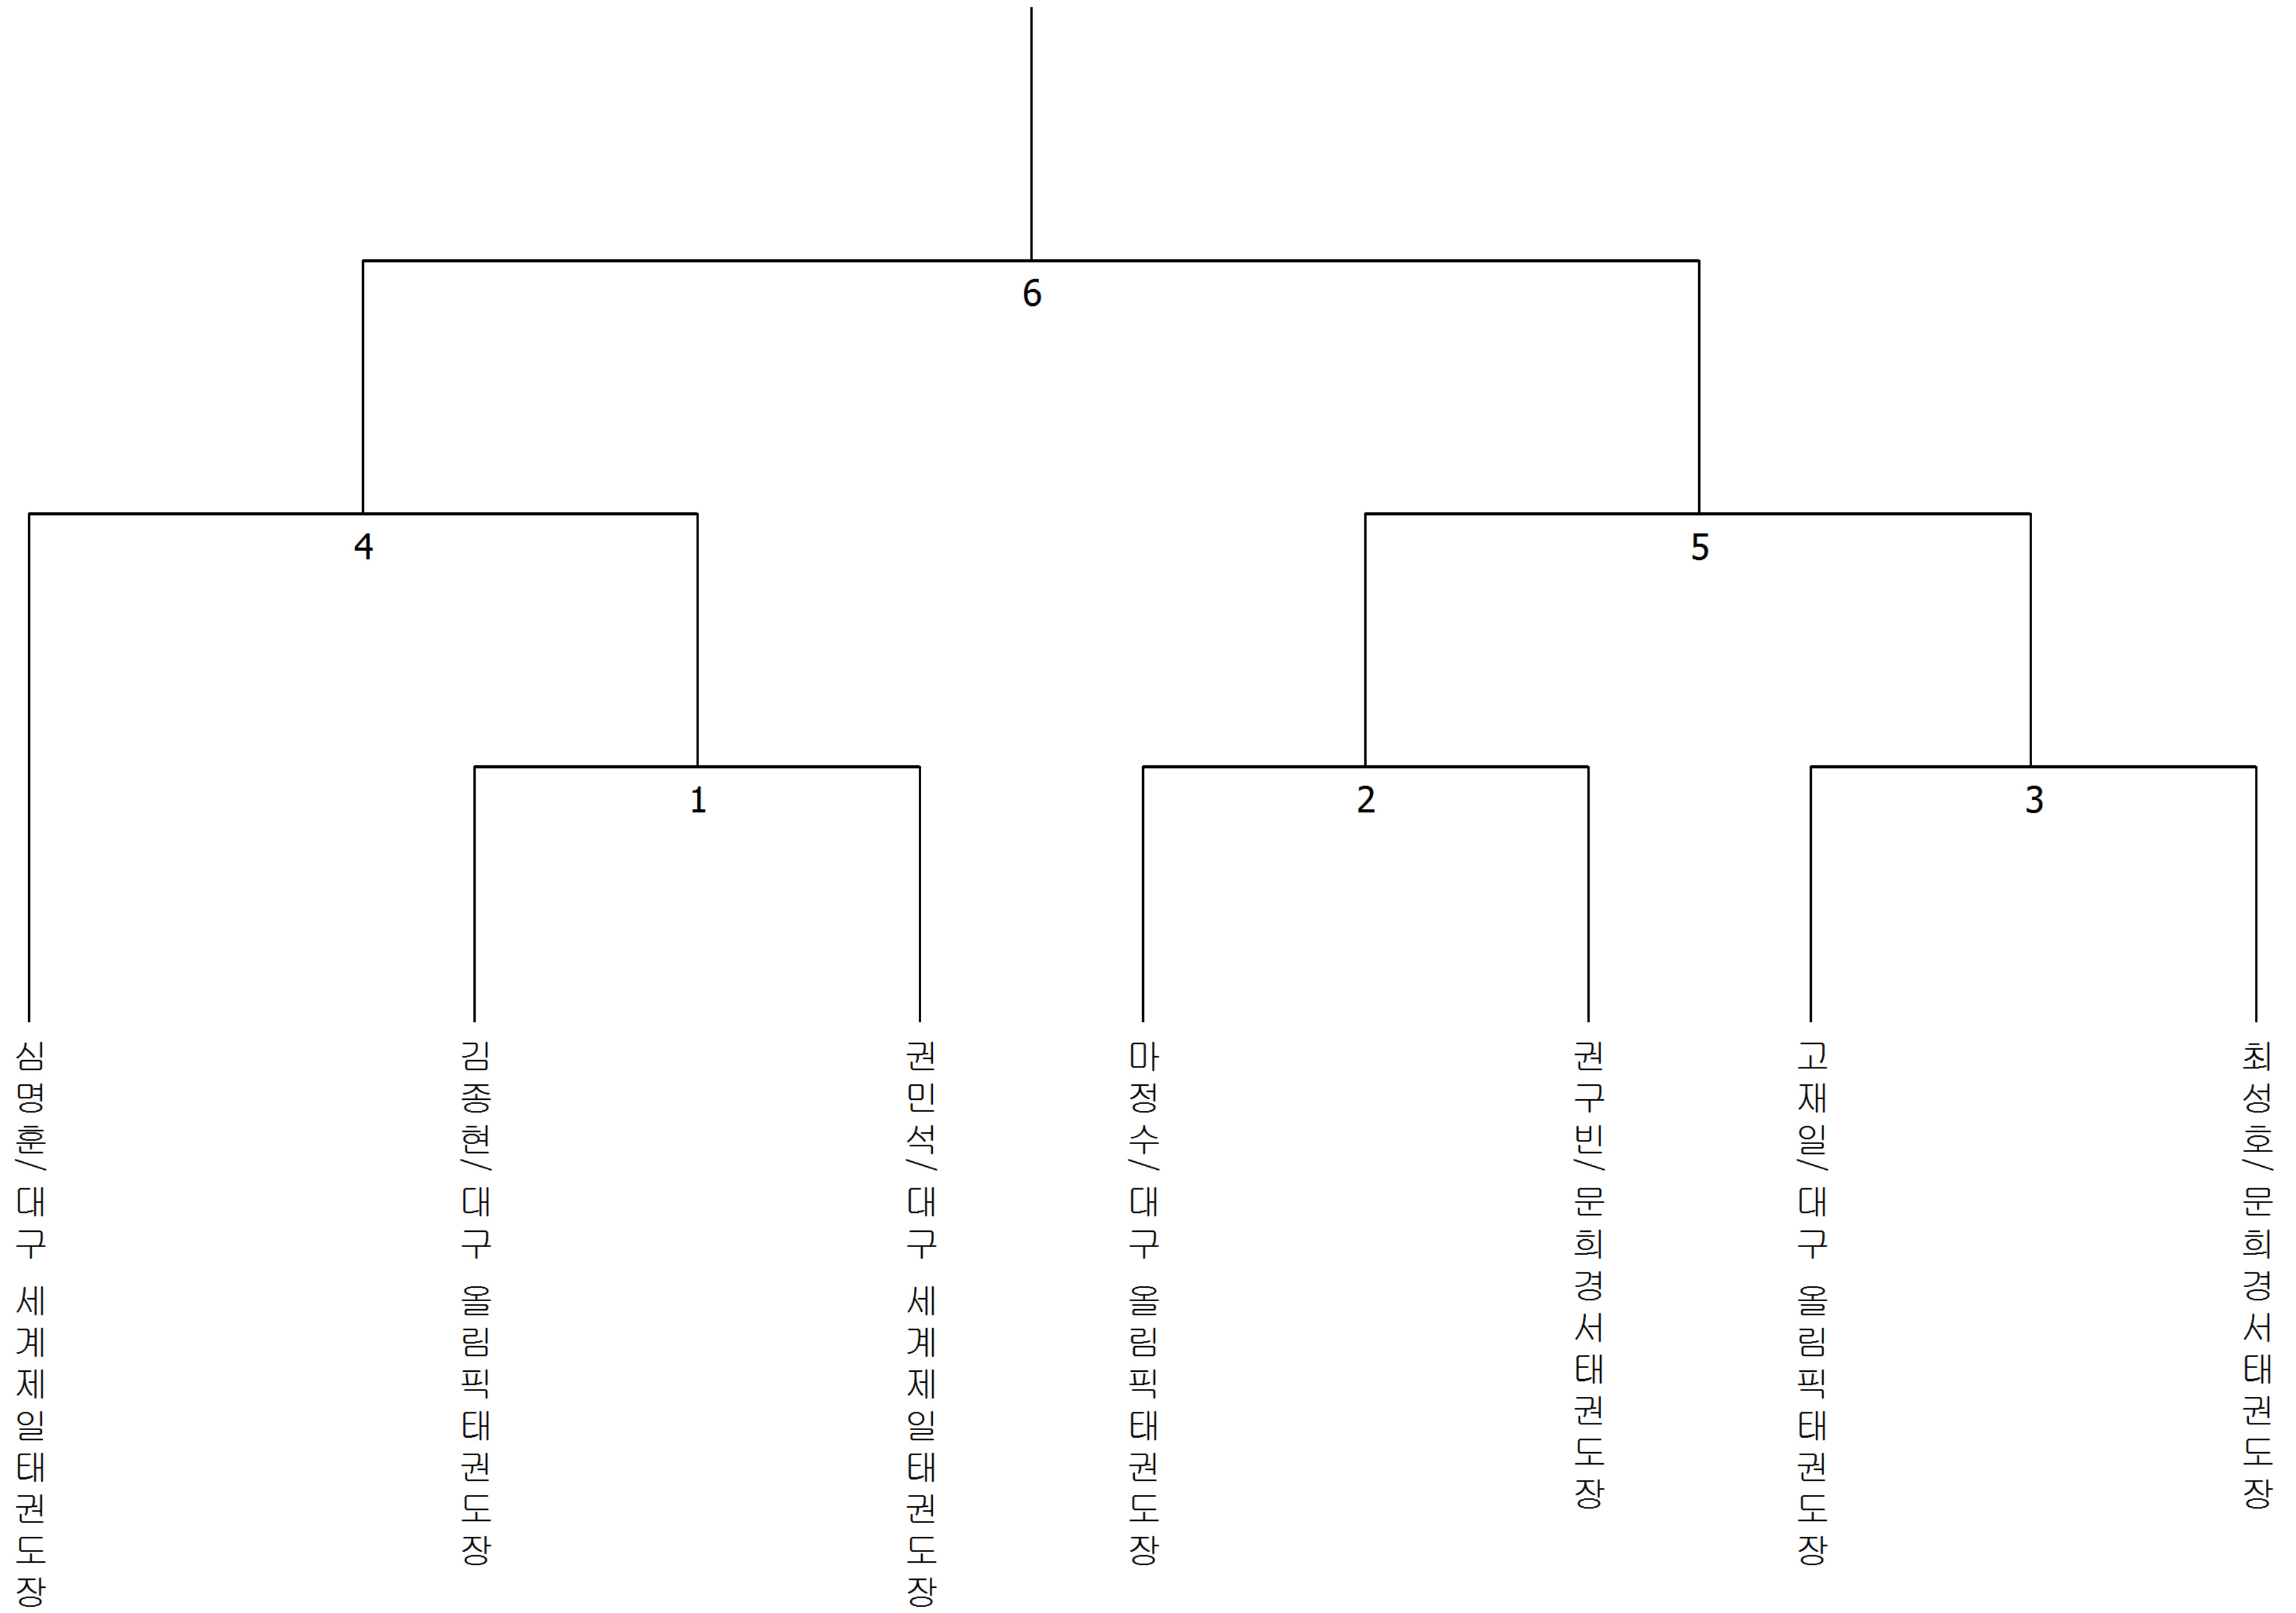 6
4
5
1
2
3
심명훈/대구 세계제일태권도장
김종현/대구 올림픽태권도장
권민석/대구 세계제일태권도장
마정수/대구 올림픽태권도장
권구빈/문희경서태권도장
고재일/대구 올림픽태권도장
최성호/문희경서태권도장